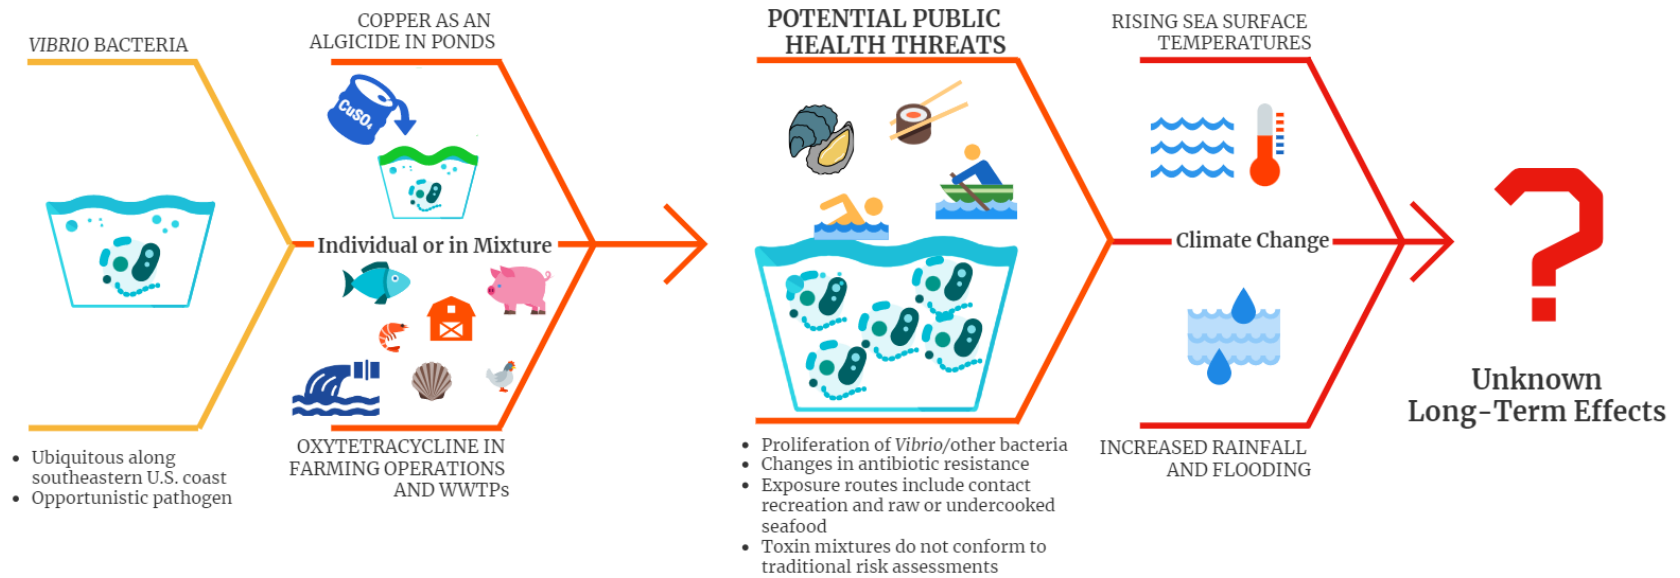 VIBRIO BACTERIA
• Ubiquitous along
southeastern U.S. coast
• Opportunistic pathogen
COPPER AS AN
ALGICIDE IN PONDS
CuSO₄
Individual or in Mixture
OXYTETRACYCLINE IN
FARMING OPERATIONS
AND WWTPs
POTENTIAL PUBLIC
HEALTH THREATS
• Proliferation of Vibrio/other bacteria
• Changes in antibiotic resistance
• Exposure routes include contact
recreation and raw or undercooked
seafood
• Toxin mixtures do not conform to
traditional risk assessments
RISING SEA SURFACE
TEMPERATURES
Climate Change
INCREASED RAINFALL
AND FLOODING
?
Unknown
Long-Term Effects